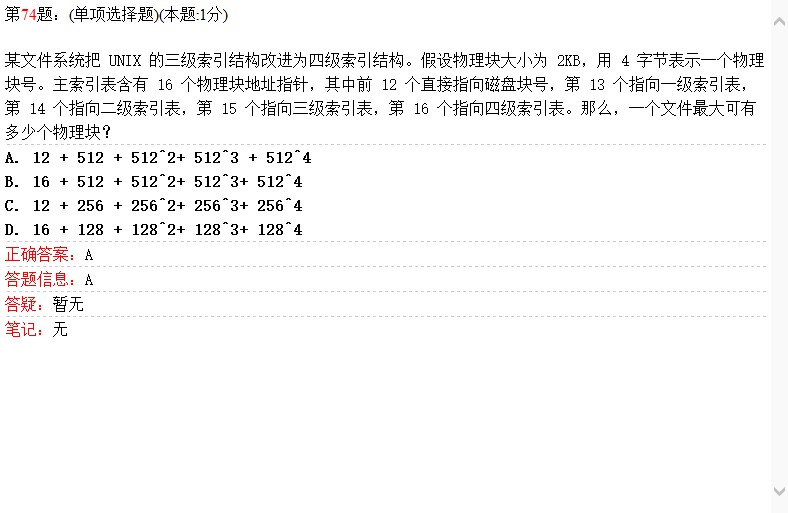 第74题：(单项选择题)(本题:1分)
某文件系统把 UNIX 的三级索引结构改进为四级索引结构。假设物理块大小为 2KB，用 4 字节表示一个物理
块号。主索引表含有 16 个物理块地址指针，其中前 12 个直接指向磁盘块号，第 13 个指向一级索引表，
第 14 个指向二级索引表，第 15 个指向三级索引表，第 16 个指向四级索引表。那么，一个文件最大可有
多少个物理块?
A. 12 + 512 + 512^2+ 512^3 + 512^4
B. 16 + 512 + 512^2+ 512^3+ 512^4
C. 12 + 256 + 256^2+ 256^3+ 256^4
D. 16 + 128 + 128^2+ 128^3+ 128^4
正确答案：A
答题信息：A
答疑：暂无
笔记：无